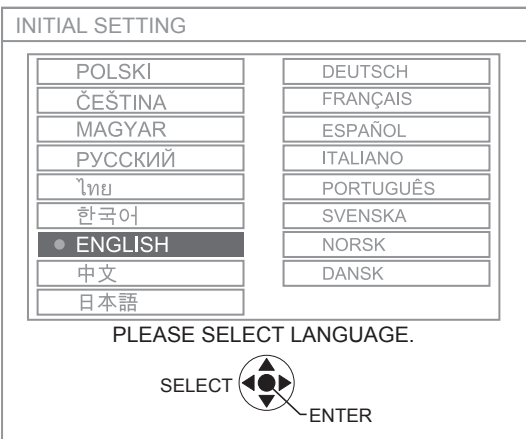 INITIAL SETTING
POLSKI
ČEŠTINA
MAGYAR
РУССКИЙ
ไทย
한국어
ENGLISH
中文
日本語
DEUTSCH
FRANÇAIS
ESPAÑOL
ITALIANO
PORTUGUÊS
SVENSKA
NORSK
DANSK
PLEASE SELECT LANGUAGE.
SELECT
ENTER